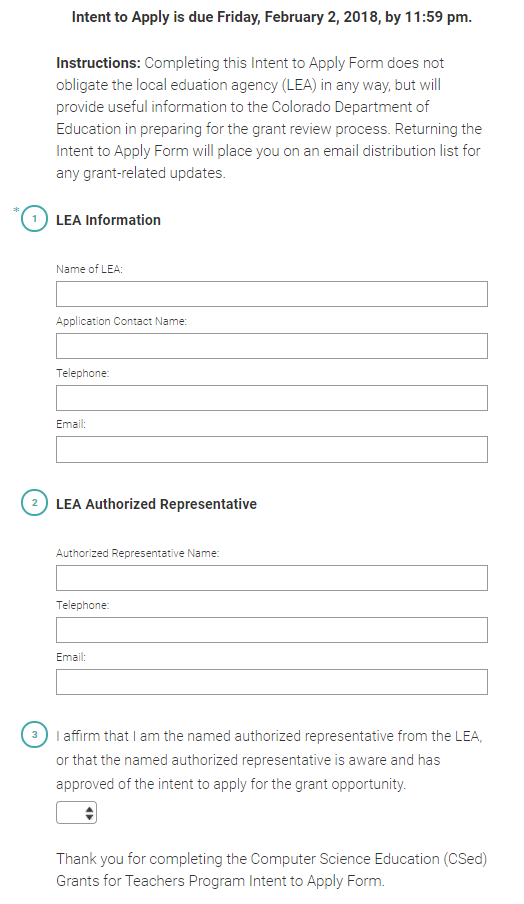 Intent to Apply is due Friday, February 2, 2018, by 11:59 pm.
Instructions: Completing this Intent to Apply Form does not
obligate the local eduation agency (LEA) in any way, but will
provide useful information to the Colorado Department of
Education in preparing for the grant review process. Returning the
Intent to Apply Form will place you on an email distribution list for
any grant-related updates.
* 1 LEA Information
Name of LEA:
Application Contact Name:
Telephone:
Email:
2 LEA Authorized Representative
Authorized Representative Name:
Telephone:
Email:
3 I affirm that I am the named authorized representative from the LEA,
or that the named authorized representative is aware and has
approved of the intent to apply for the grant opportunity.
Thank you for completing the Computer Science Education (CSed)
Grants for Teachers Program Intent to Apply Form.